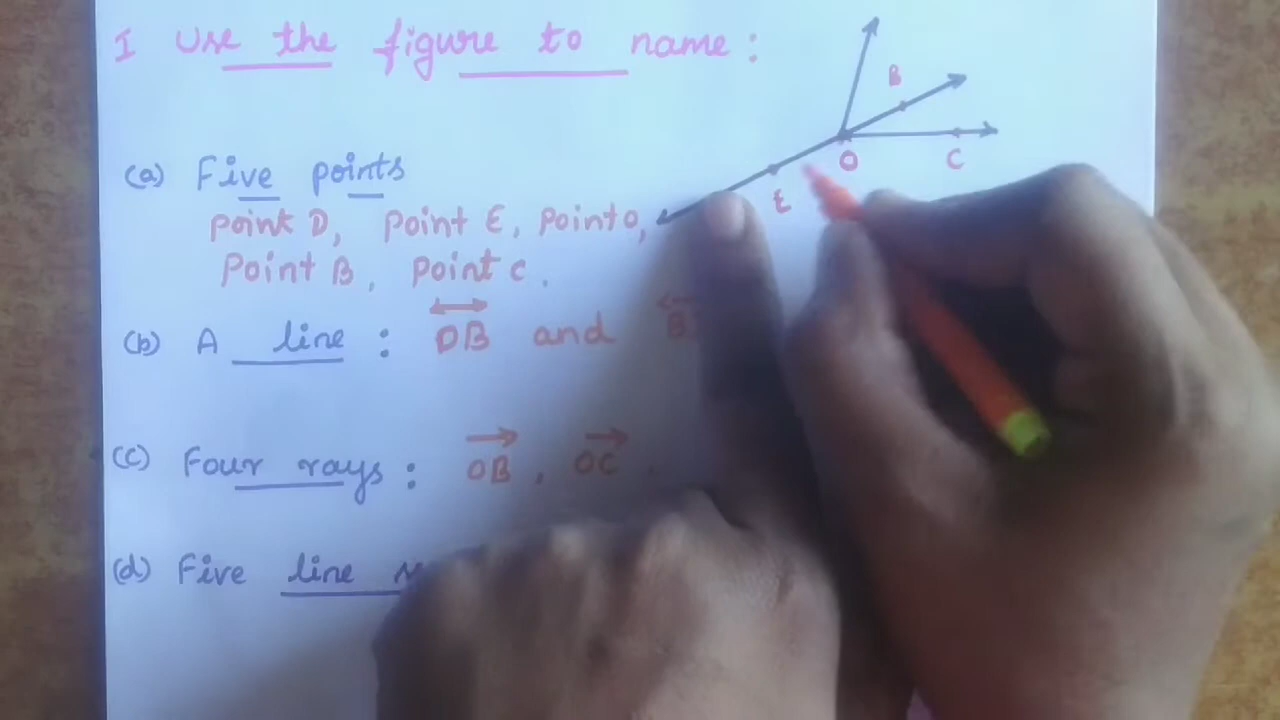 I Use the figure to name :
B
O C
E
(a) Five points
Point D, Point E, Point O,
Point B, Point C.
(b) A line : DB and
(c) Four rays : OB, OC
(d) Five line